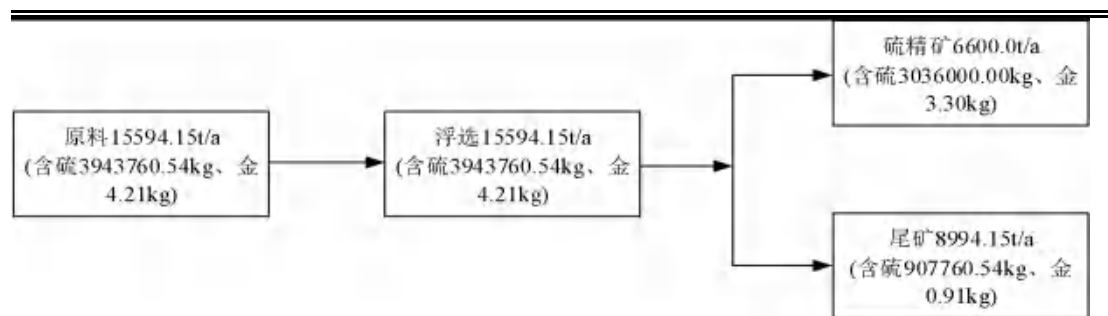 原料15594.15t/a
(含硫3943760.54kg、金
4.21kg)
浮选15594.15t/a
(含硫3943760.54kg、金
4.21kg)
硫精矿6600.0t/a
(含硫3036000.00kg、金
3.30kg)
尾矿8994.15t/a
(含硫907760.54kg、金
0.91kg)